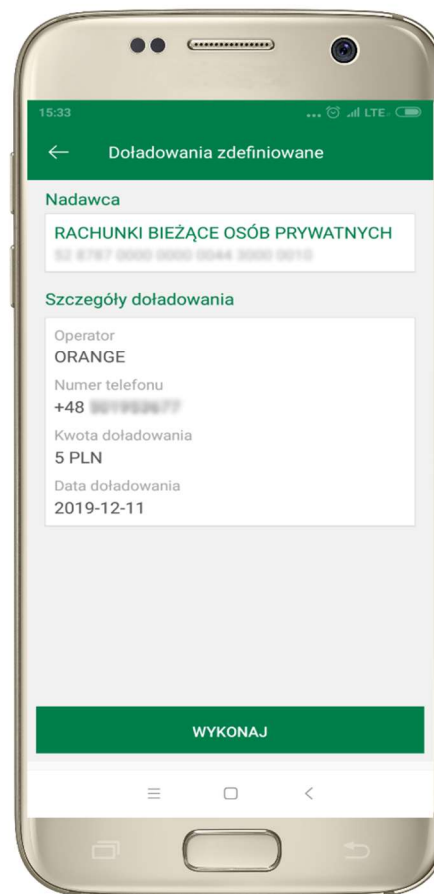 15:33
... LTE
Doładowania zdefiniowane
Nadawca
RACHUNKI BIEŻĄCE OSÓB PRYWATNYCH
Szczegóły doładowania
Operator
ORANGE
Numer telefonu
+48
Kwota doładowania
5 PLN
Data doładowania
2019-12-11
WYKONAJ